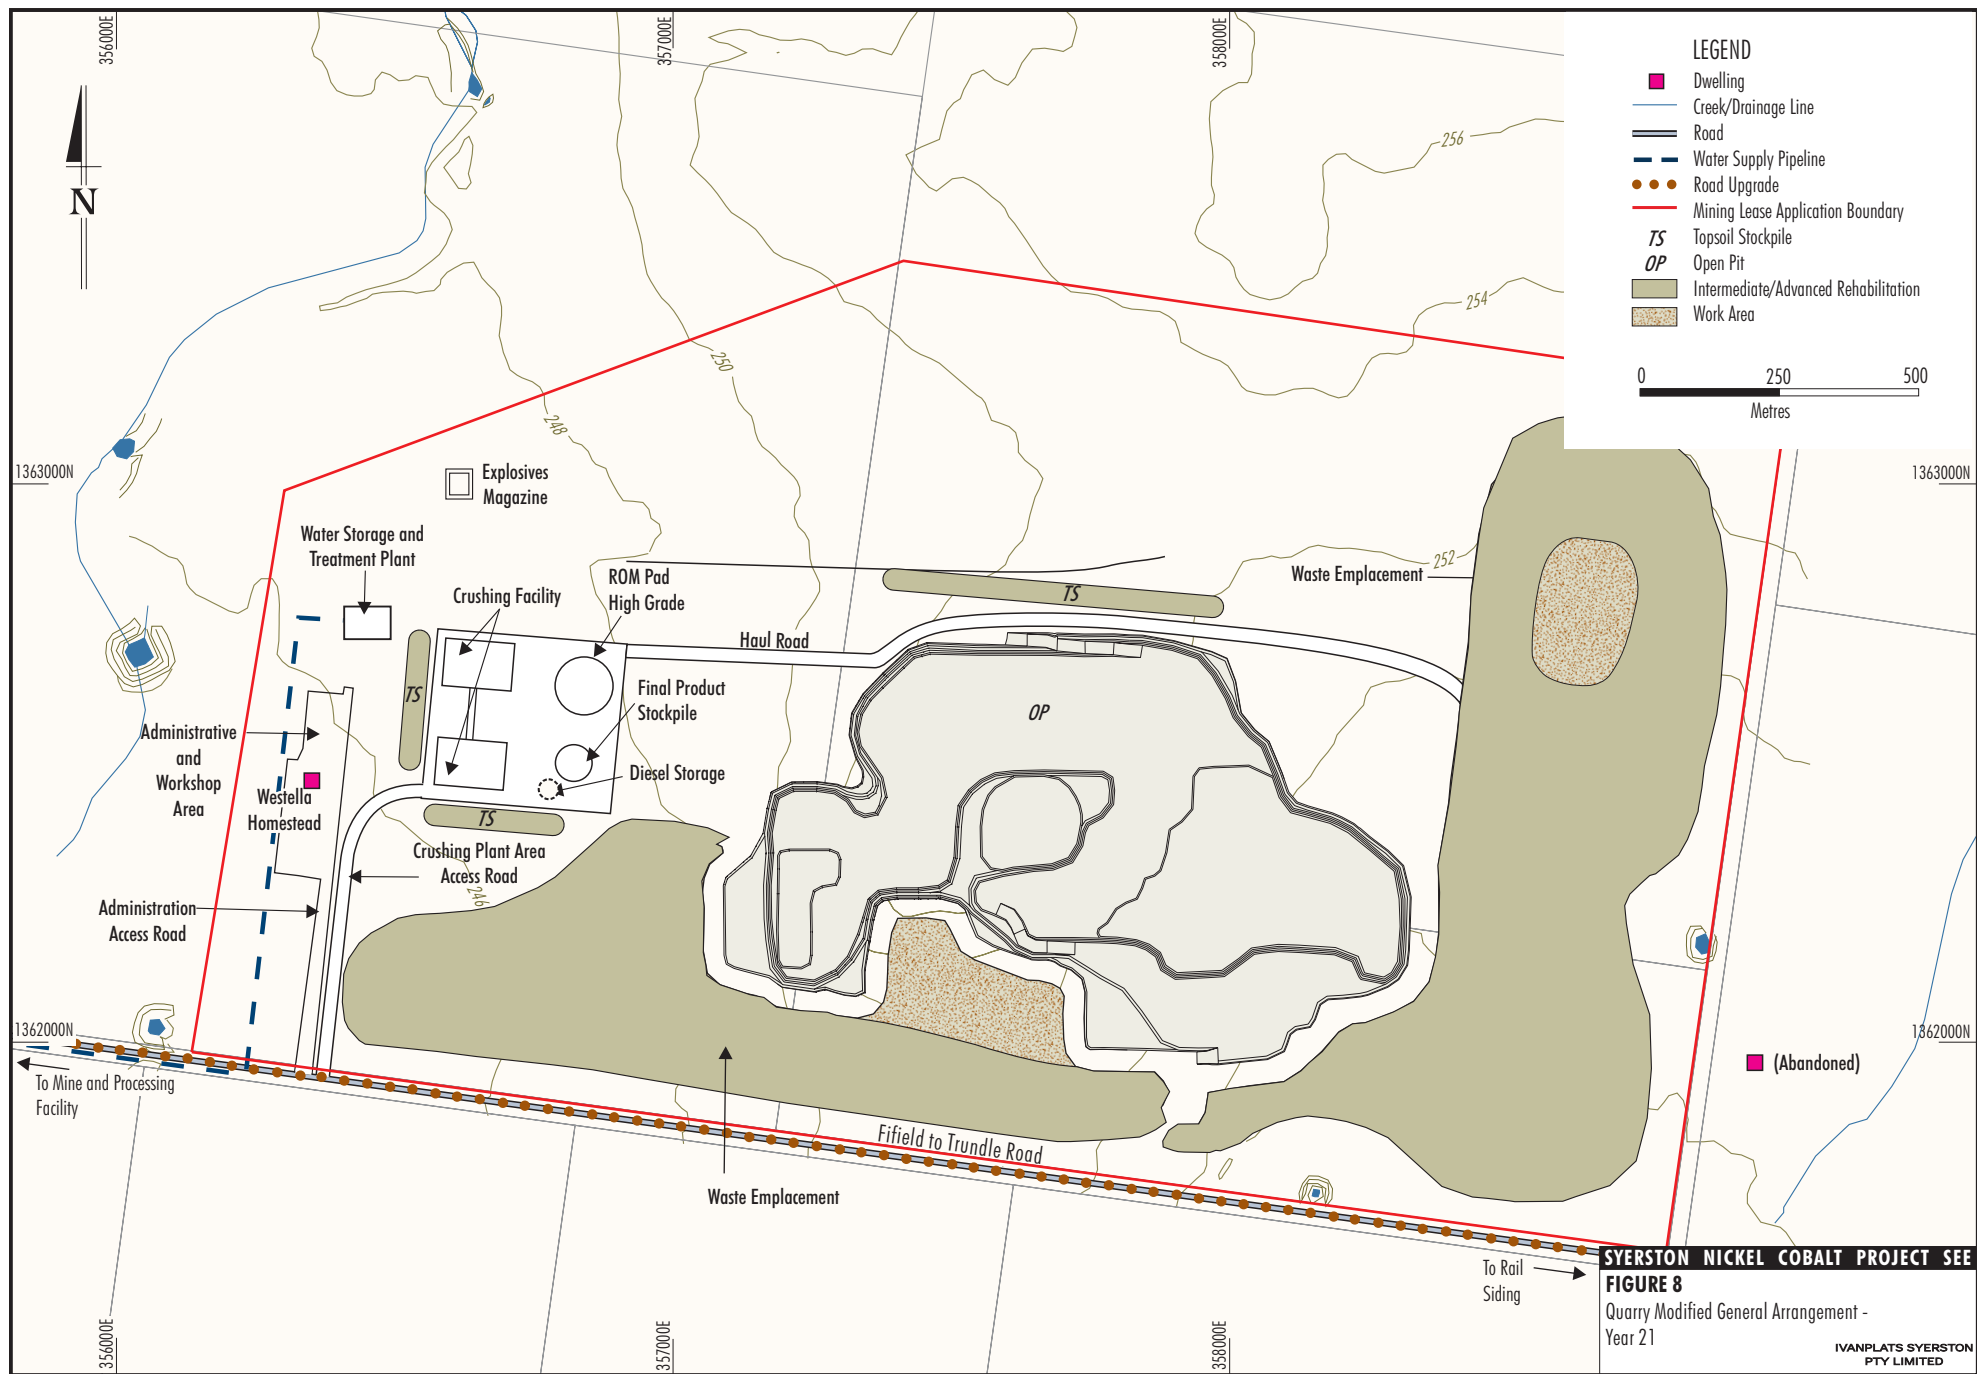 356000E
357000E
358000E
LEGEND
Dwelling
Creek/Drainage Line
Road
Water Supply Pipeline
Road Upgrade
Mining Lease Application Boundary
TS Topsoil Stockpile
OP Open Pit
Intermediate/Advanced Rehabilitation
Work Area
0 250 500
Metres
N
256
254
250
248
252
246
1363000N
1363000N
Explosives
Magazine
Water Storage and
Treatment Plant
Crushing Facility
ROM Pad
High Grade
Haul Road
TS
Waste Emplacement
TS
Final Product
Stockpile
OP
Administrative
and
Workshop
Area
Diesel Storage
Westella
Homestead
TS
Crushing Plant Area
Access Road
Administration
Access Road
1362000N
1362000N
To Mine and Processing
Facility
(Abandoned)
Fifield to Trundle Road
Waste Emplacement
To Rail
Siding
SYERSTON NICKEL COBALT PROJECT SEE
FIGURE 8
Quarry Modified General Arrangement -
Year 21
IVANPLATS SYERSTON
PTY LIMITED
356000E
357000E
358000E